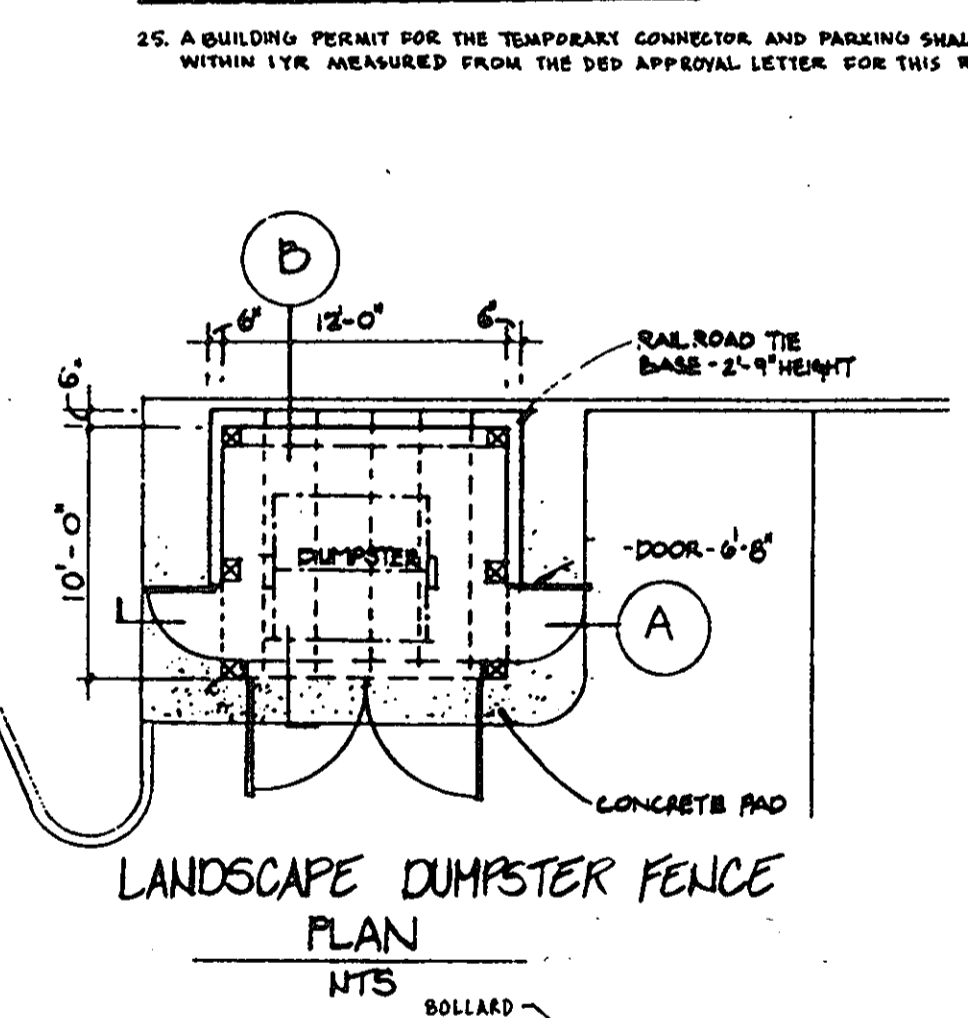 25. A BUILDING PERMIT FOR THE TEMPORARY CONNECTOR AND PARKING SHAL
WITHIN 1YR MEASURED FROM THE DED APPROVAL LETTER FOR THIS R
B
6" 12'-0" 6"
RAILROAD TIE
BASE - 2'-9" HEIGHT
6"
10'-0"
DUMPSTER
DOOR - 6'-8"
A
CONCRETE PAD
LANDSCAPE DUMPSTER FENCE
PLAN
NTS
BOLLARD